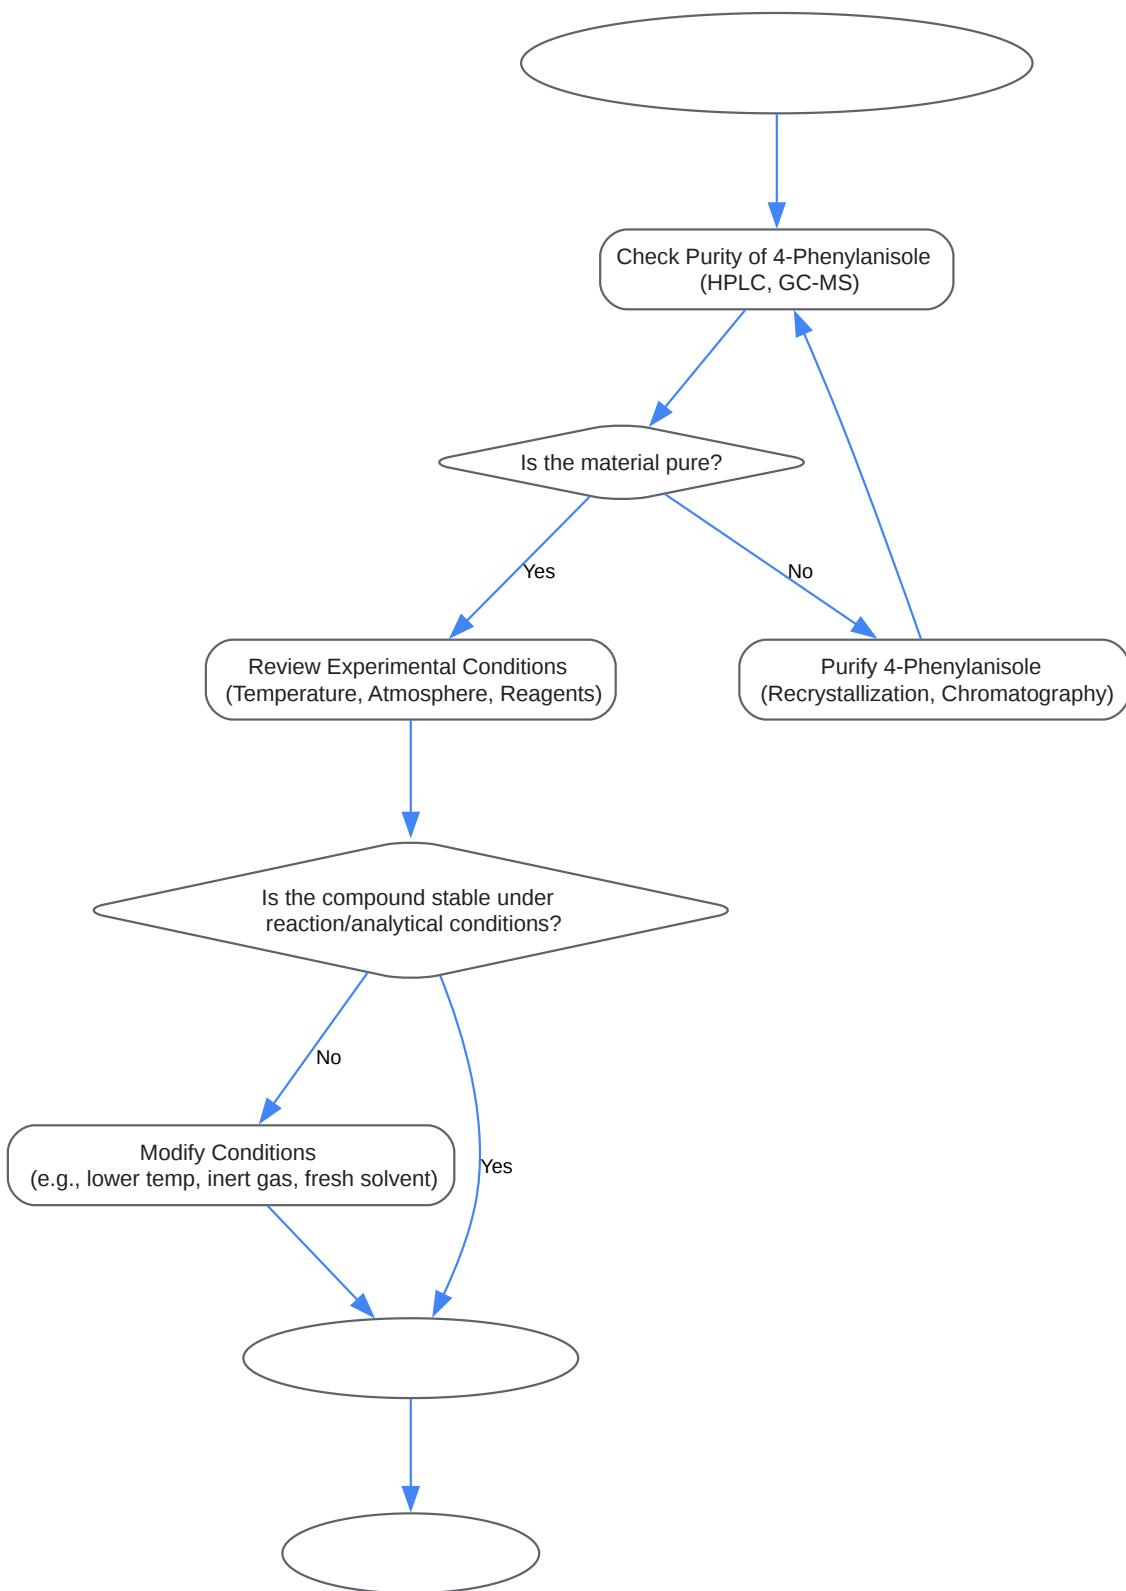 Check Purity of 4-Phenylanisole
(HPLC, GC-MS)
Is the material pure?
Yes
No
Review Experimental Conditions
(Temperature, Atmosphere, Reagents)
Purify 4-Phenylanisole
(Recrystallization, Chromatography)
Is the compound stable under
reaction/analytical conditions?
No
Modify Conditions
(e.g., lower temp, inert gas, fresh solvent)
Yes